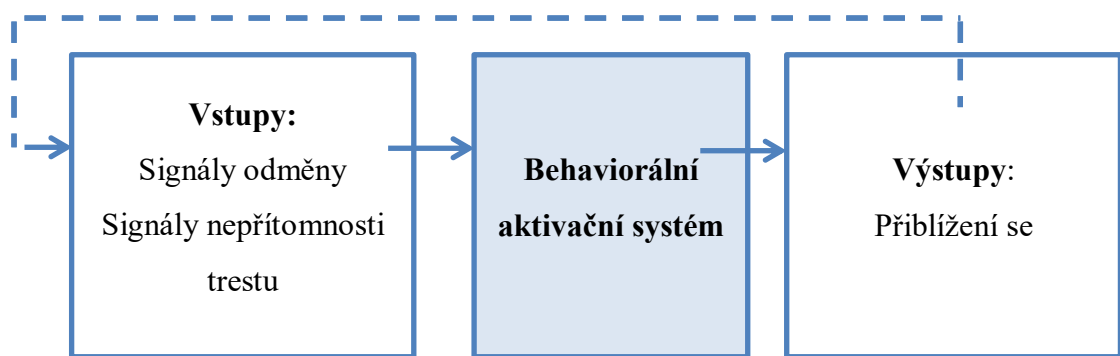 Vstupy:
Signály odměny
Signály nepřítomnosti
trestu
Behaviorální
aktivační systém
Výstupy:
Přiblížení se